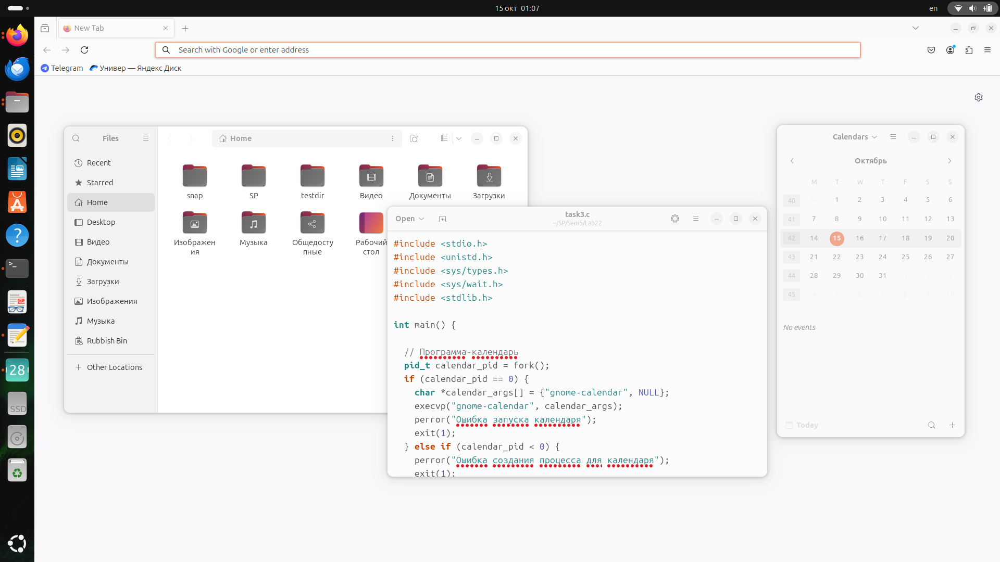 15 окт 01:07
en
New Tab
Search with Google or enter address
Telegram
Универ — Яндекс Диск
Files
Home
Recent
Starred
Home
Desktop
Видео
Документы
Загрузки
Изображения
Музыка
Rubbish Bin
Other Locations
snap
SP
testdir
Видео
Документы
Загрузки
Изображен
ия
Музыка
Общедосту
пные
Рабочий
стол
Open
task3.c
~/SP/Sem5/Lab22
#include <stdio.h>
#include <unistd.h>
#include <sys/types.h>
#include <sys/wait.h>
#include <stdlib.h>
int main() {
// Программа-календарь
pid_t calendar_pid = fork();
if (calendar_pid == 0) {
char *calendar_args[] = {"gnome-calendar", NULL};
execvp("gnome-calendar", calendar_args);
perror("Ошибка запуска календаря");
exit(1);
} else if (calendar_pid < 0) {
perror("Ошибка создания процесса для календаря");
exit(1);
Calendars
Октябрь
M T W T F S S
40 30 1 2 3 4 5 6
41 7 8 9 10 11 12 13
42 14 15 16 17 18 19 20
43 21 22 23 24 25 26 27
44 28 29 30 31 1 2 3
45 4 5 6 7 8 9 10
No events
Today
>_
28
SSD